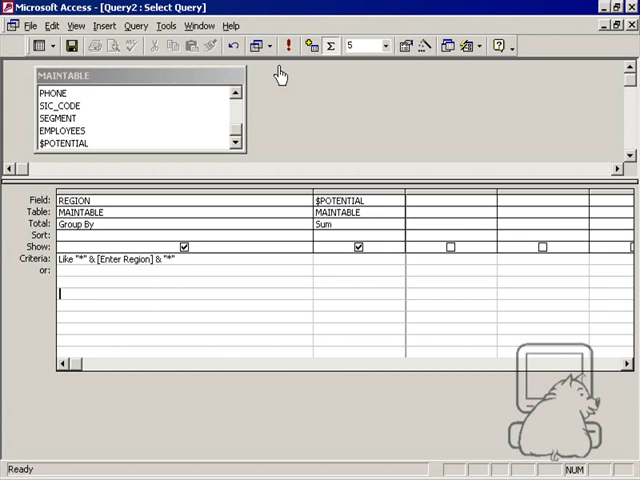 Microsoft Access - [Query2 : Select Query]
File Edit View Insert Query Tools Window Help
5
MAINTABLE
PHONE
SIC_CODE
SEGMENT
EMPLOYEES
$POTENTIAL
Field: REGION $POTENTIAL
Table: MAINTABLE MAINTABLE
Total: Group By Sum
Sort:
Show:
Criteria: Like "*" & [Enter Region] & "*"
or:
Ready NUM